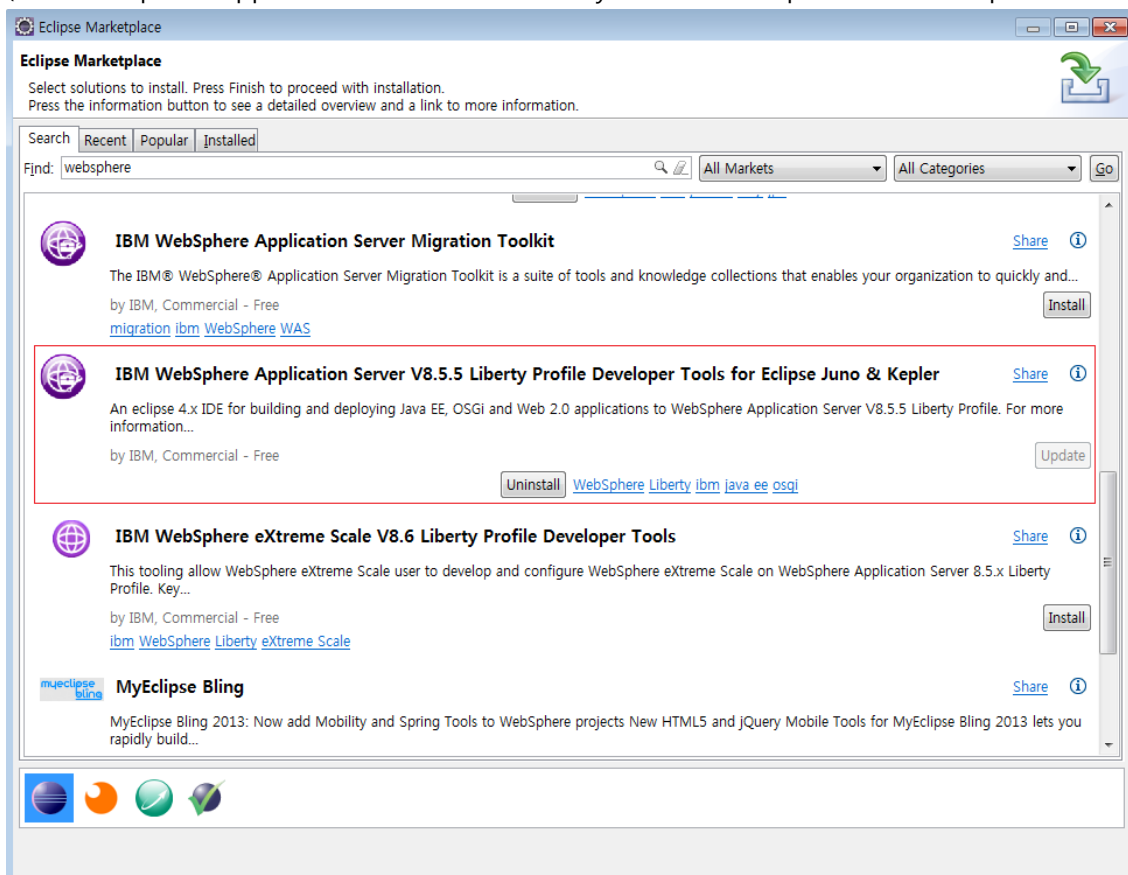 Eclipse Marketplace
Eclipse Marketplace
Select solutions to install. Press Finish to proceed with installation.
Press the information button to see a detailed overview and a link to more information.
Search Recent Popular Installed
Find: websphere All Markets All Categories Go
IBM WebSphere Application Server Migration Toolkit Share
The IBM® WebSphere® Application Server Migration Toolkit is a suite of tools and knowledge collections that enables your organization to quickly and...
by IBM, Commercial - Free Install
migration ibm WebSphere WAS
IBM WebSphere Application Server V8.5.5 Liberty Profile Developer Tools for Eclipse Juno & Kepler Share
An eclipse 4.x IDE for building and deploying Java EE, OSGi and Web 2.0 applications to WebSphere Application Server V8.5.5 Liberty Profile. For more
information...
by IBM, Commercial - Free Update
Uninstall WebSphere Liberty ibm java ee osgi
IBM WebSphere eXtreme Scale V8.6 Liberty Profile Developer Tools Share
This tooling allow WebSphere eXtreme Scale user to develop and configure WebSphere eXtreme Scale on WebSphere Application Server 8.5.x Liberty
Profile. Key...
by IBM, Commercial - Free Install
ibm WebSphere Liberty eXtreme Scale
myeclipse
bling
MyEclipse Bling Share
MyEclipse Bling 2013: Now add Mobility and Spring Tools to WebSphere projects New HTML5 and jQuery Mobile Tools for MyEclipse Bling 2013 lets you
rapidly build...